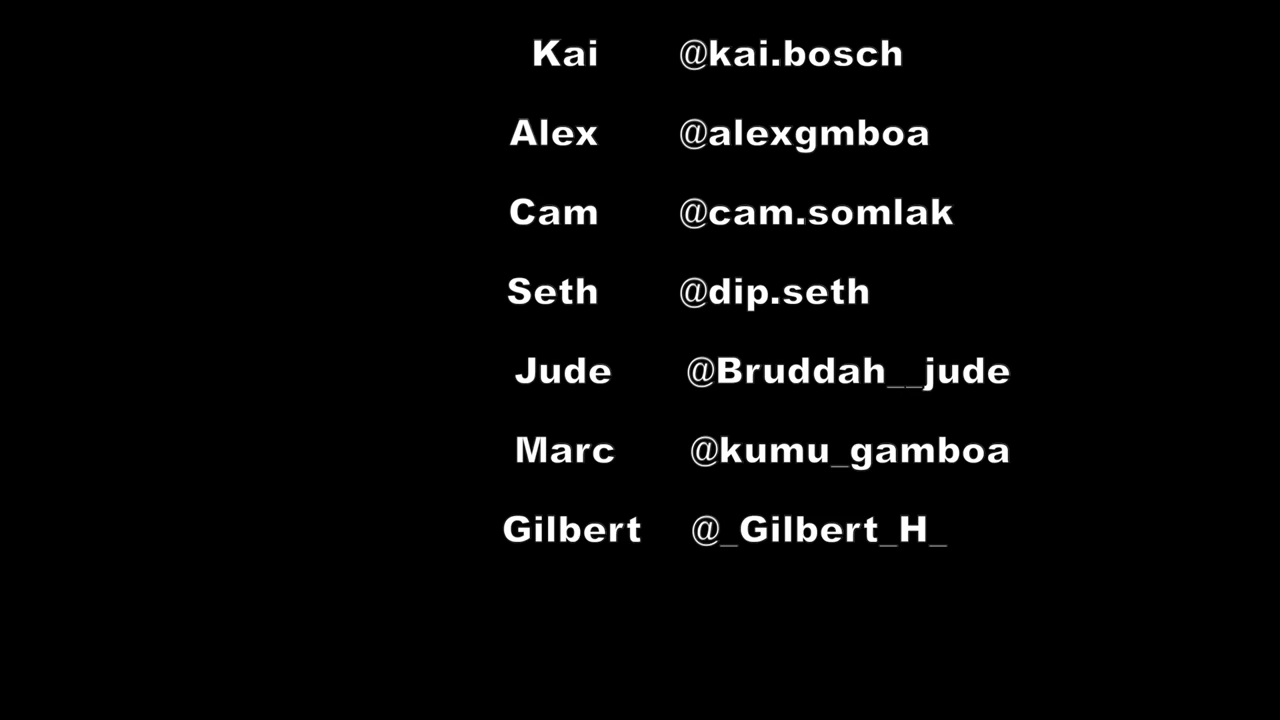 Kai @kai.bosch
Alex @alexgmboa
Cam @cam.somlak
Seth @dip.seth
Jude @Bruddah__jude
Marc @kumu_gamboa
Gilbert @_Gilbert_H_